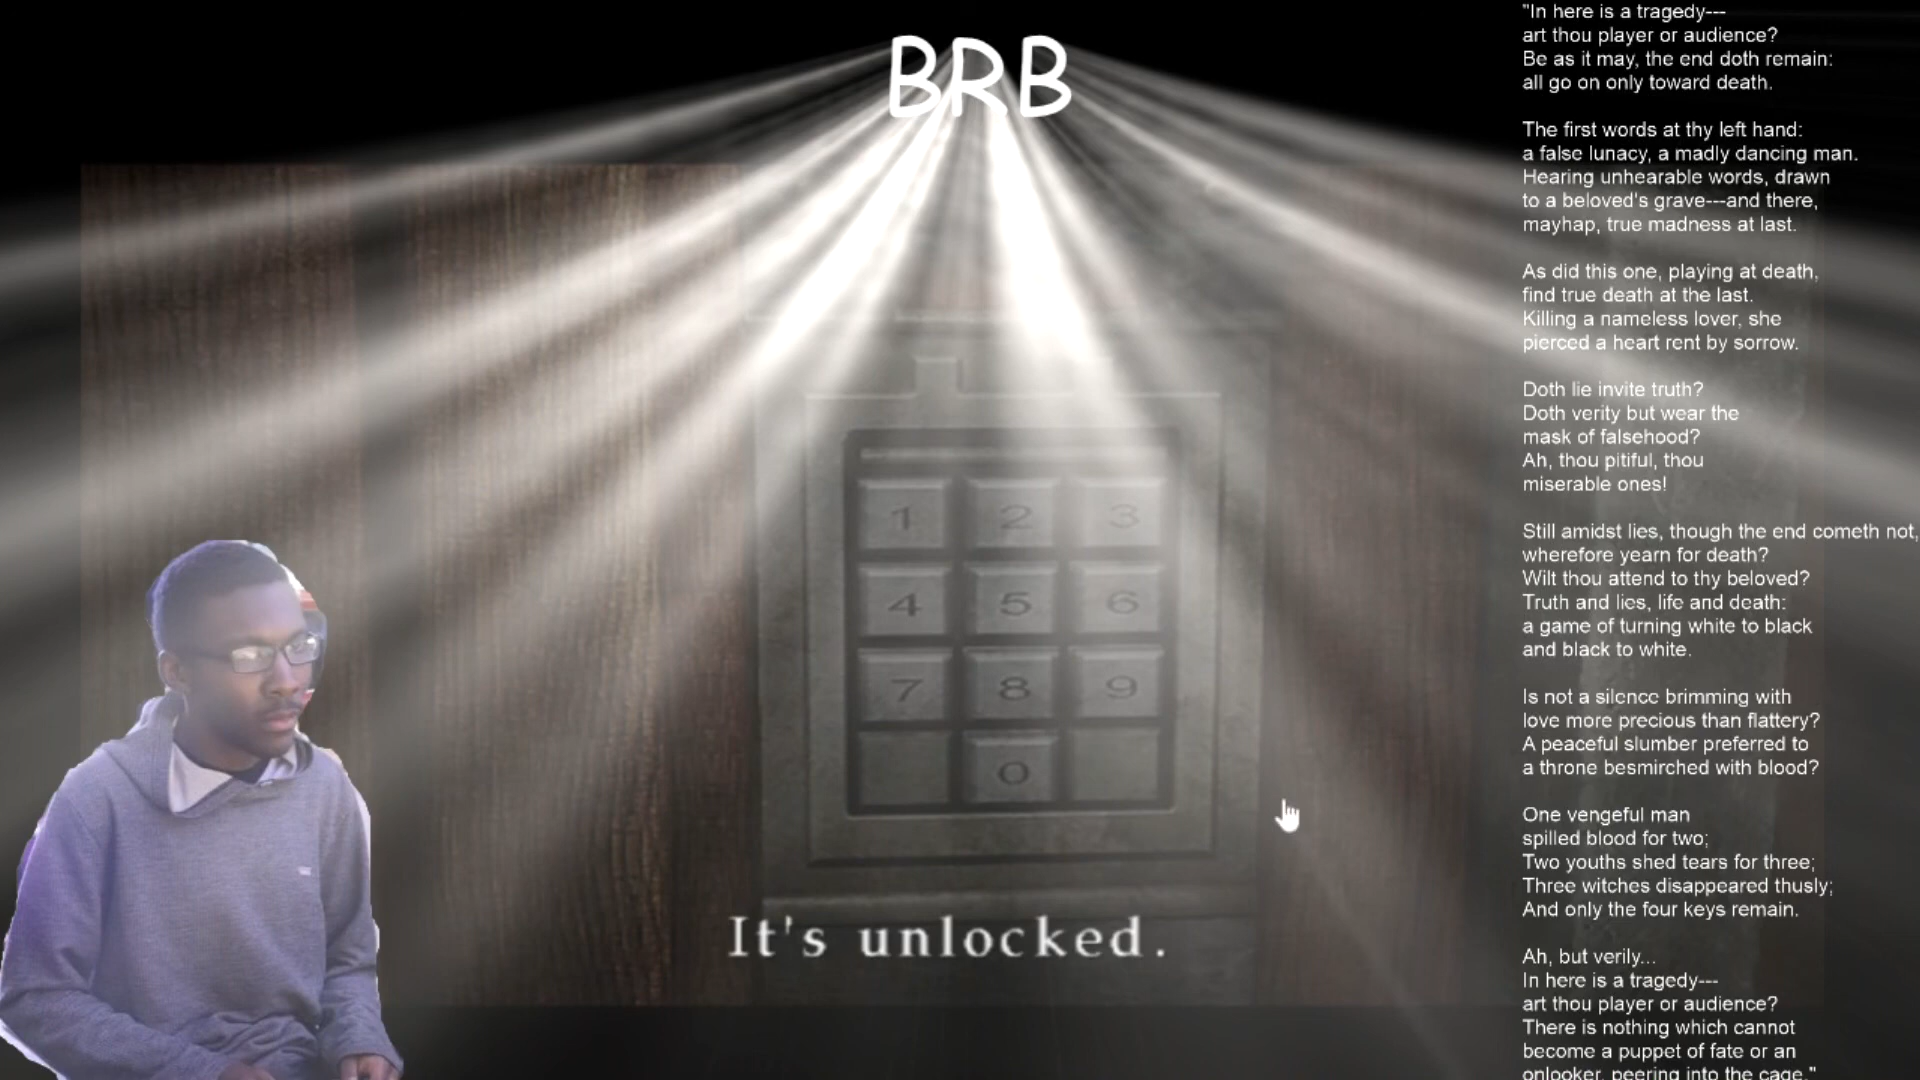 BRB
1 2 3
4 5 6
7 8 9
0
It's unlocked.
"In here is a tragedy---
art thou player or audience?
Be as it may, the end doth remain:
all go on only toward death.
The first words at thy left hand:
a false lunacy, a madly dancing man.
Hearing unhearable words, drawn
to a beloved's grave---and there,
mayhap, true madness at last.
As did this one, playing at death,
find true death at the last.
Killing a nameless lover, she
pierced a heart rent by sorrow.
Doth lie invite truth?
Doth verity but wear the
mask of falsehood?
Ah, thou pitiful, thou
miserable ones!
Still amidst lies, though the end cometh not,
wherefore yearn for death?
Wilt thou attend to thy beloved?
Truth and lies, life and death:
a game of turning white to black
and black to white.
Is not a silence brimming with
love more precious than flattery?
A peaceful slumber preferred to
a throne besmirched with blood?
One vengeful man
spilled blood for two;
Two youths shed tears for three;
Three witches disappeared thusly;
And only the four keys remain.
Ah, but verily...
In here is a tragedy---
art thou player or audience?
There is nothing which cannot
become a puppet of fate or an
onlooker, peering into the cage."